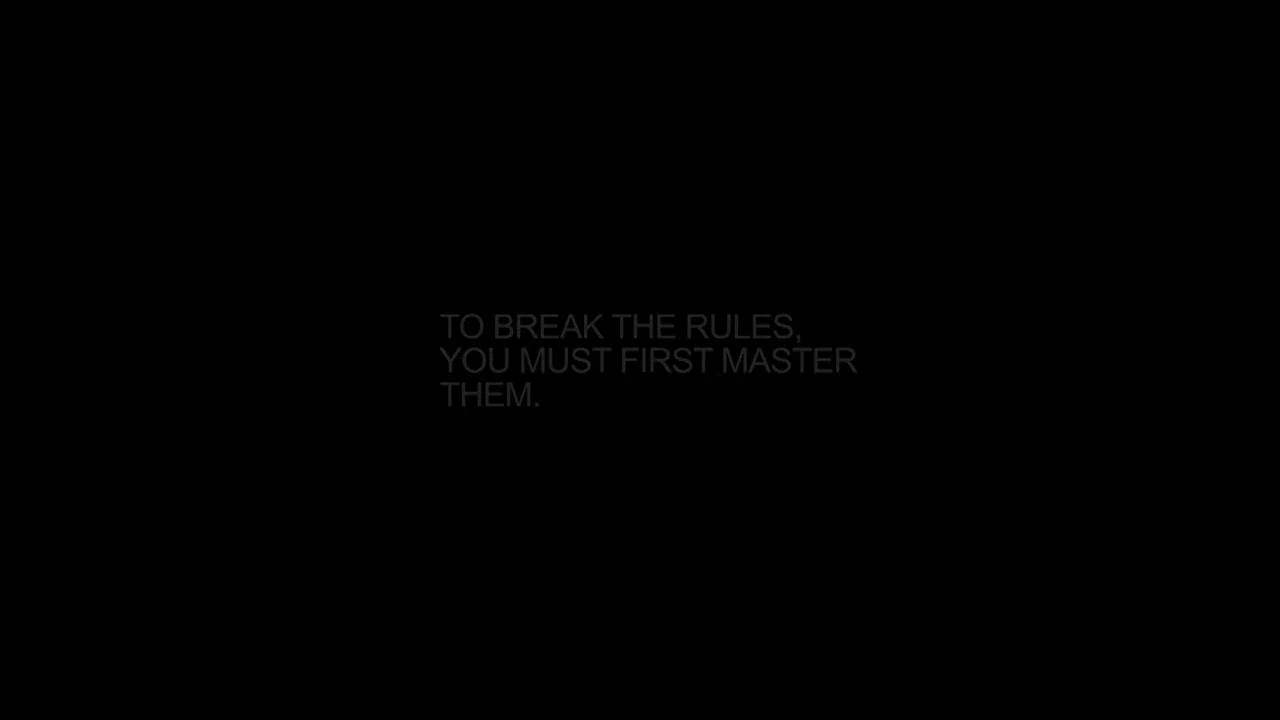 TO BREAK THE RULES,
YOU MUST FIRST MASTER
THEM.